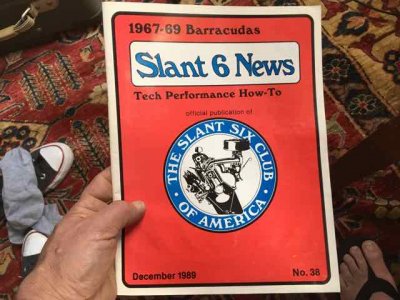 1967-69 Barracudas
Slant 6 News
Tech Performance How-To
official publication of
THE SLANT SIX CLUB
• OF AMERICA •
December 1989
No. 38